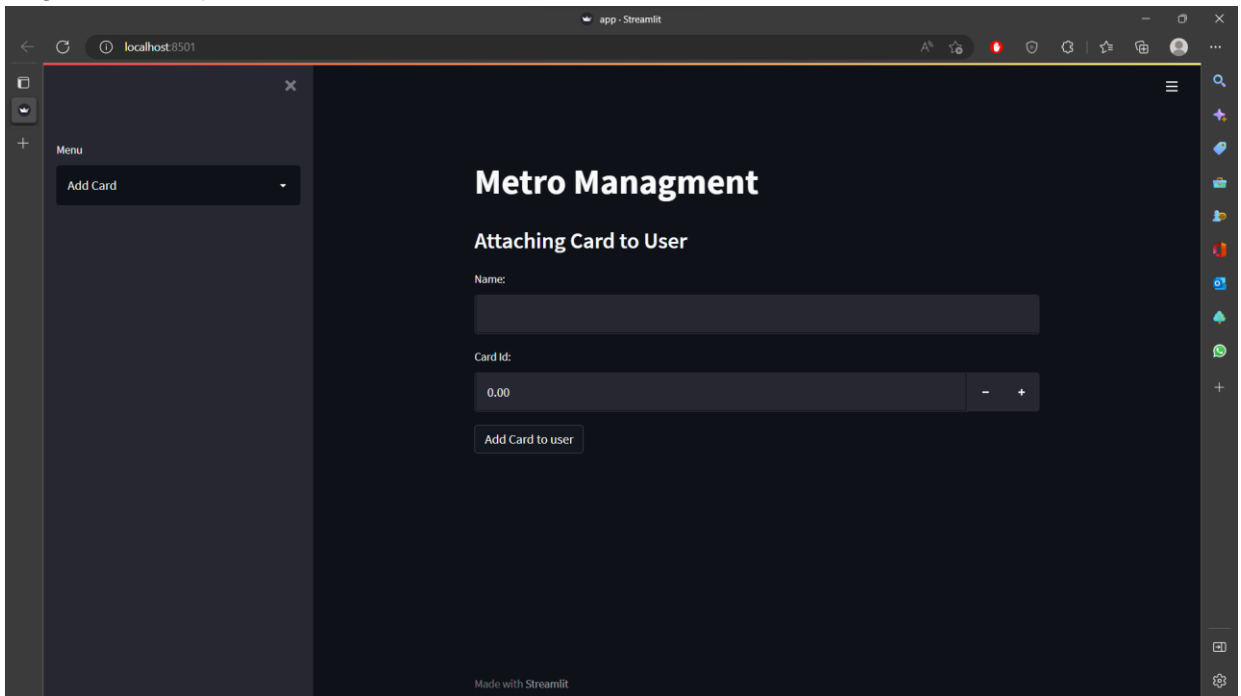 app - Streamlit
localhost:8501
Menu
Add Card
Metro Managment
Attaching Card to User
Name:
Card Id:
0.00
Add Card to user
Made with Streamlit